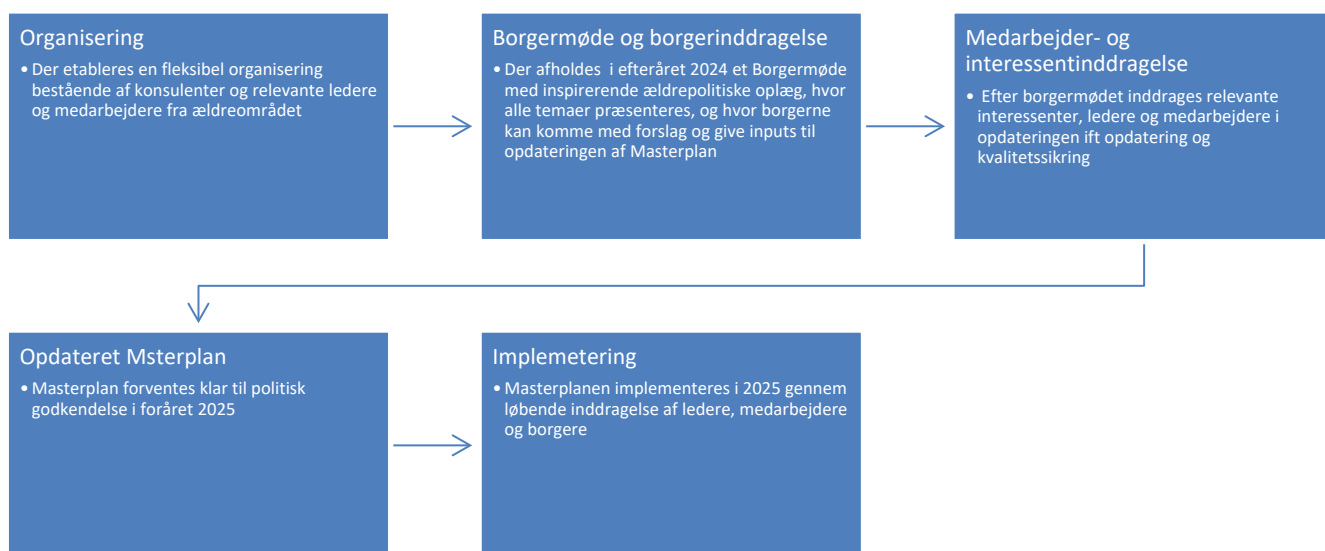 Organisering
• Der etableres en fleksibel organisering
bestående af konsulenter og relevante ledere
og medarbejdere fra ældreområdet
Borgermøde og borgerinddragelse
• Der afholdes i efteråret 2024 et Borgermøde
med inspirerende ældrepolitiske oplæg, hvor
alle temaer præsenteres, og hvor borgerne
kan komme med forslag og give inputs til
opdateringen af Masterplan
Medarbejder- og
interessentinddragelse
• Efter borgermødet inddrages relevante
interessenter, ledere og medarbejdere i
opdateringen ift opdatering og
kvalitetssikring
Opdateret Msterplan
• Masterplan forventes klar til politisk
godkendelse i foråret 2025
Implemetering
• Masterplanen implementeres i 2025 gennem
løbende inddragelse af ledere, medarbejdere
og borgere